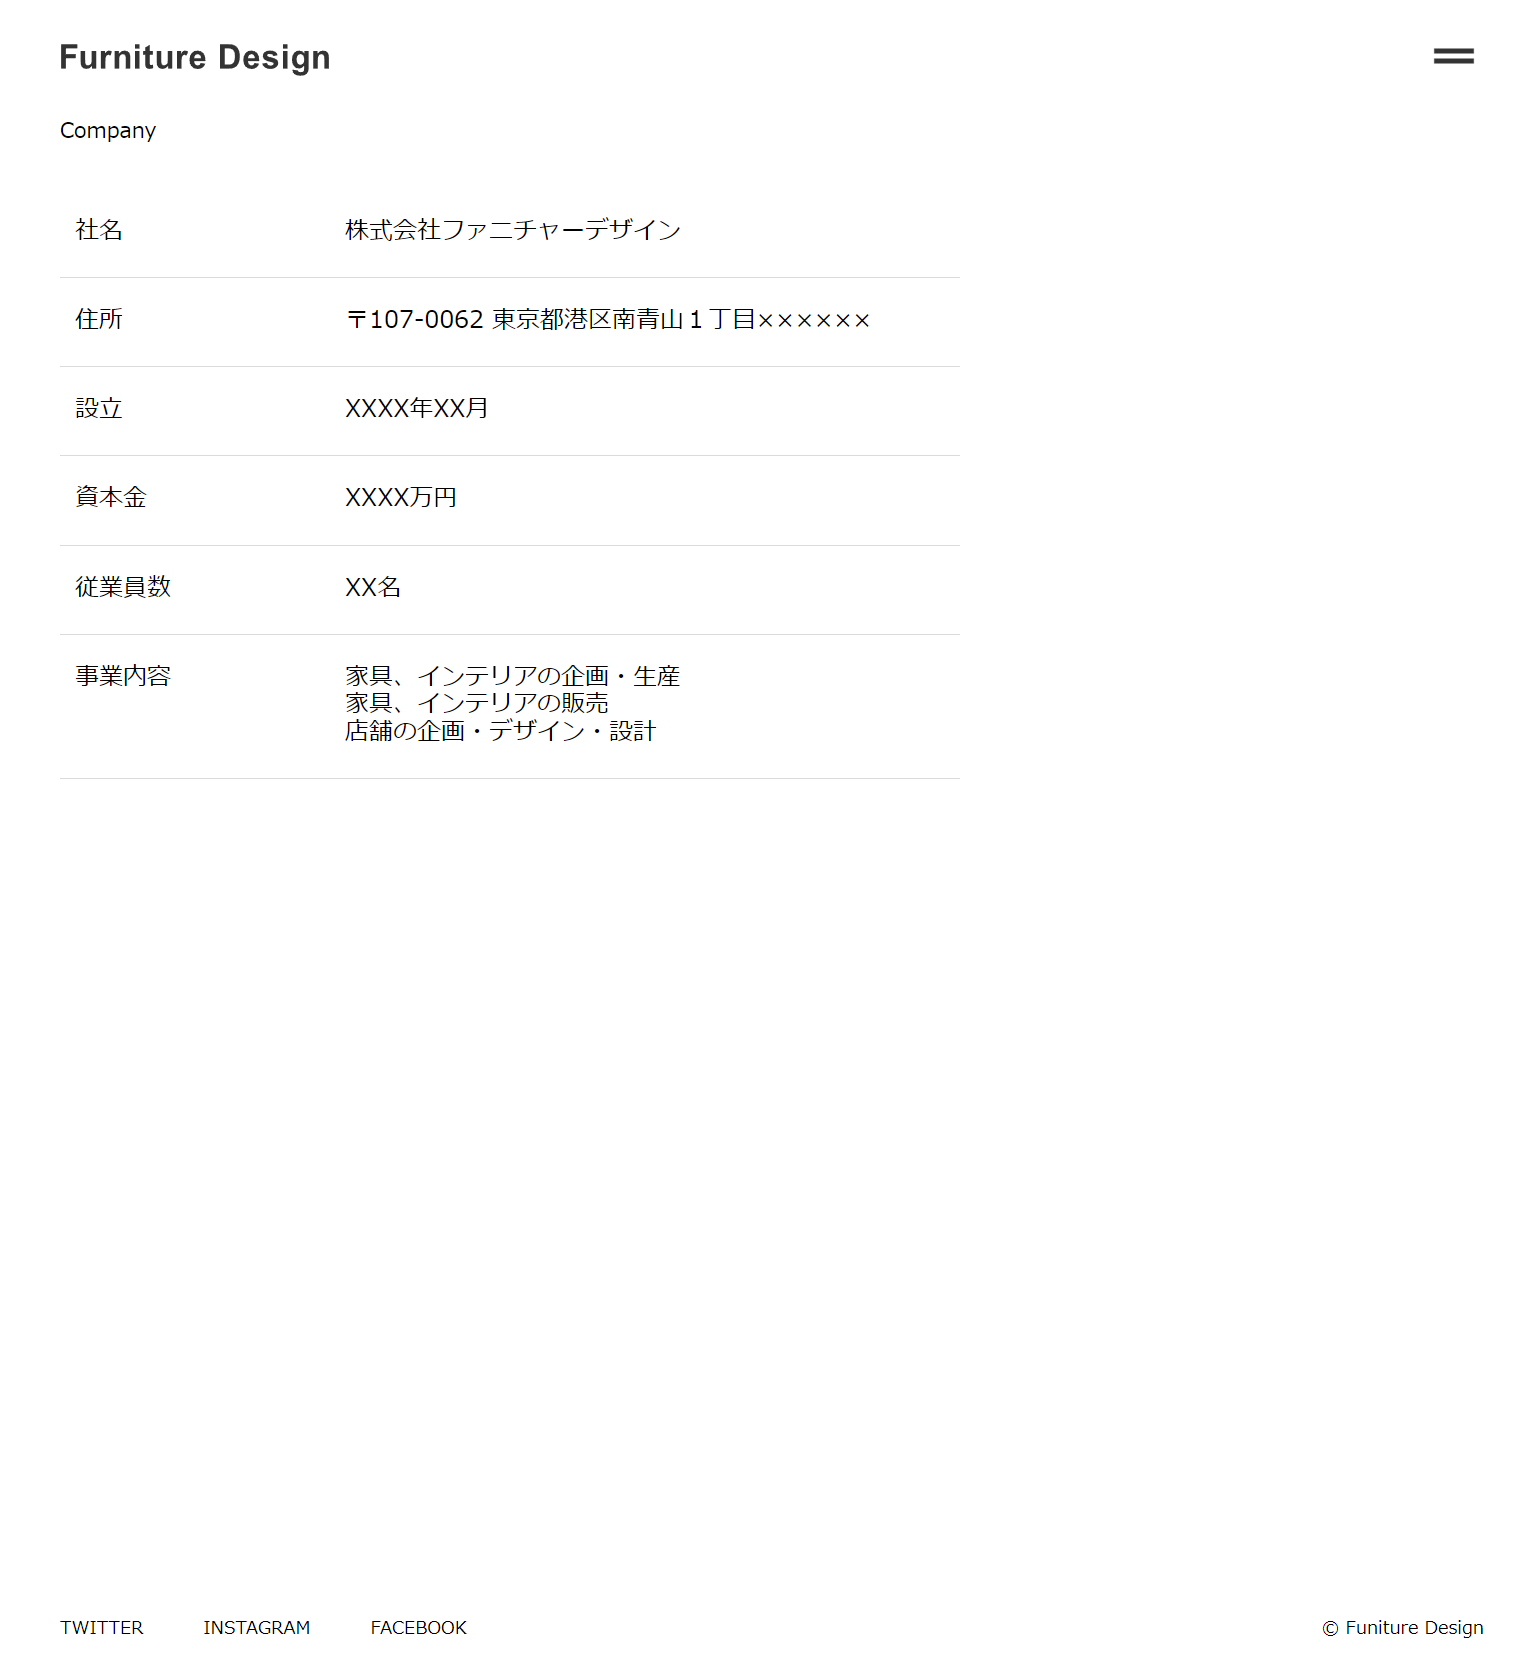 Furniture Design
Company
社名 株式会社ファニチャーデザイン
住所 〒107-0062 東京都港区南青山１丁目××××××
設立 XXXX年XX月
資本金 XXXX万円
従業員数 XX名
事業内容 家具、インテリアの企画・生産
家具、インテリアの販売
店舗の企画・デザイン・設計
TWITTER INSTAGRAM FACEBOOK © Funiture Design